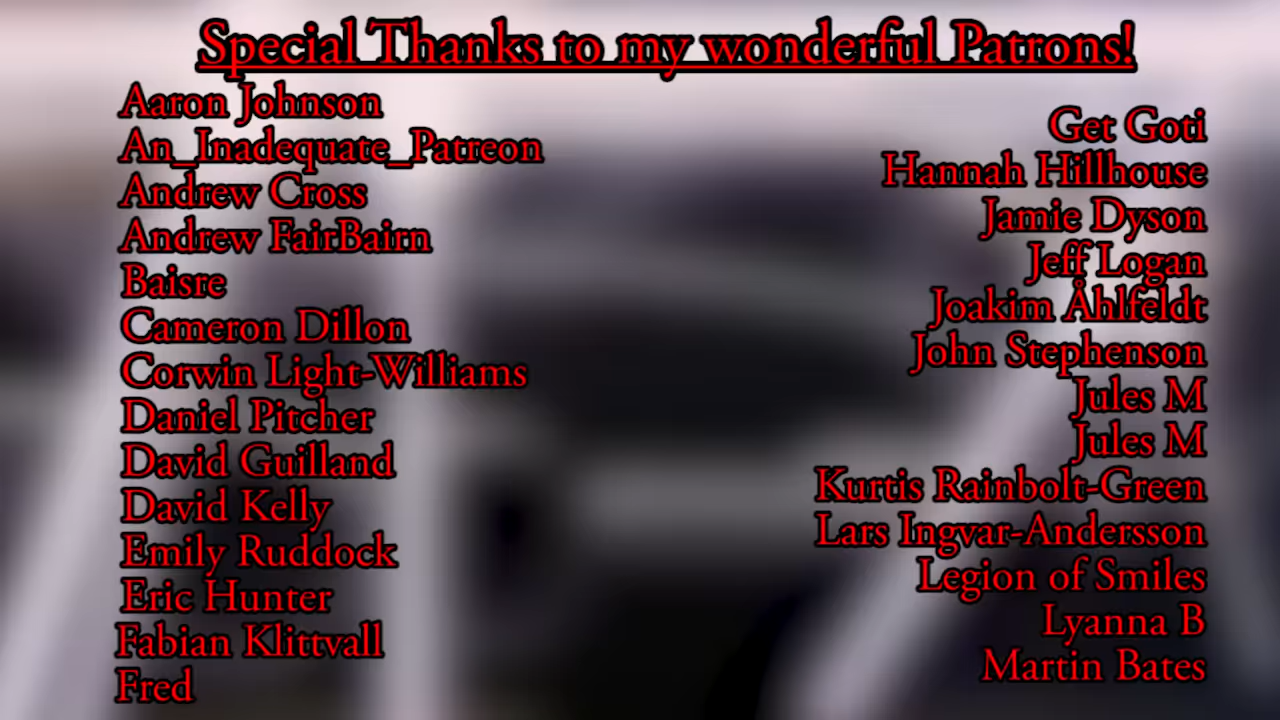 Special Thanks to my wonderful Patrons!
Aaron Johnson
An_Inadequate_Patreon
Andrew Cross
Andrew FairBairn
Baisre
Cameron Dillon
Corwin Light-Williams
Daniel Pitcher
David Guilland
David Kelly
Emily Ruddock
Eric Hunter
Fabian Klittvall
Fred
Get Goti
Hannah Hillhouse
Jamie Dyson
Jeff Logan
Joakim Åhlfeldt
John Stephenson
Jules M
Jules M
Kurtis Rainbolt-Green
Lars Ingvar-Andersson
Legion of Smiles
Lyanna B
Martin Bates